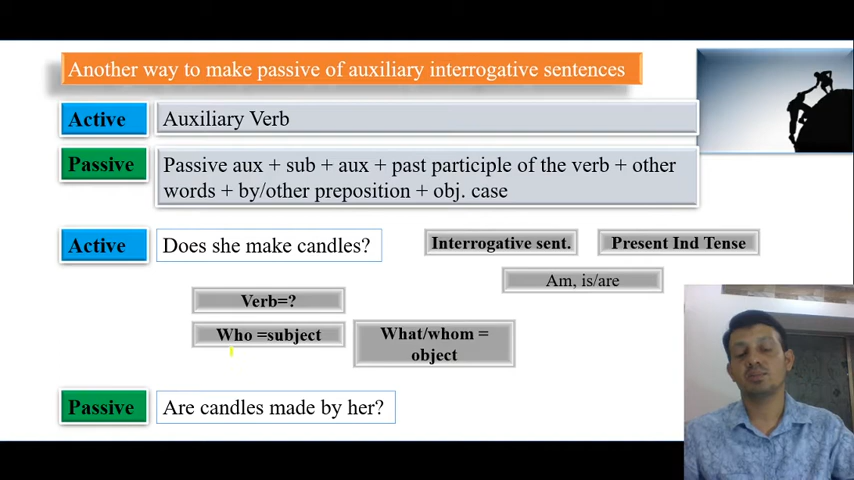 Another way to make passive of auxiliary interrogative sentences
Active
Auxiliary Verb
Passive
Passive aux + sub + aux + past participle of the verb + other
words + by/other preposition + obj. case
Active
Does she make candles?
Interrogative sent.
Present Ind Tense
Am, is/are
Verb=?
Who =subject
What/whom =
object
Passive
Are candles made by her?